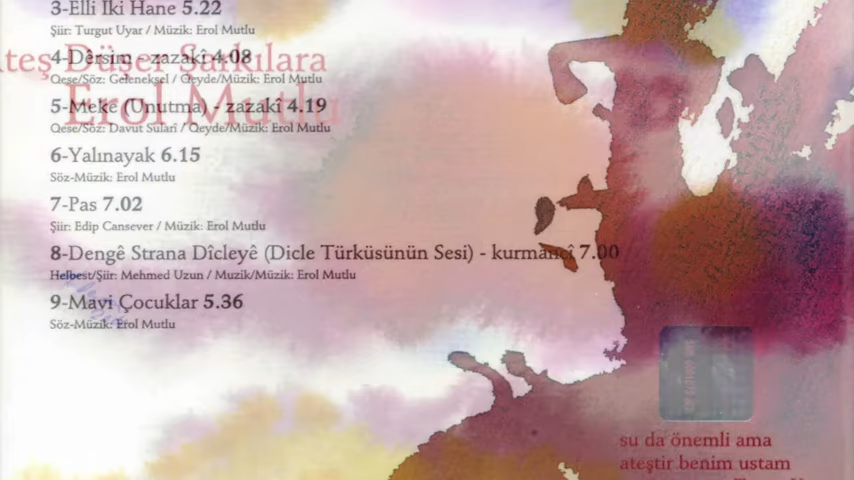 3-Elli İki Hane 5.22
Şiir: Turgut Uyar / Müzik: Erol Mutlu
4-Dêrsim - zazakî 4.08
Qese/Söz: Geleneksel / Qeyde/Müzik: Erol Mutlu
Ateş Düşer Şarkılara
Erol Mutlu
5-Mekê (Unutma) - zazakî 4.19
Qese/Söz: Davut Sularî / Qeyde/Müzik: Erol Mutlu
6-Yalınayak 6.15
Söz-Müzik: Erol Mutlu
7-Pas 7.02
Şiir: Edip Cansever / Müzik: Erol Mutlu
8-Dengê Strana Dîcleyê (Dicle Türküsünün Sesi) - kurmancî 7.00
Helbest/Şiir: Mehmed Uzun / Muzik/Müzik: Erol Mutlu
9-Mavi Çocuklar 5.36
Söz-Müzik: Erol Mutlu
su da önemli ama
ateştir benim ustam